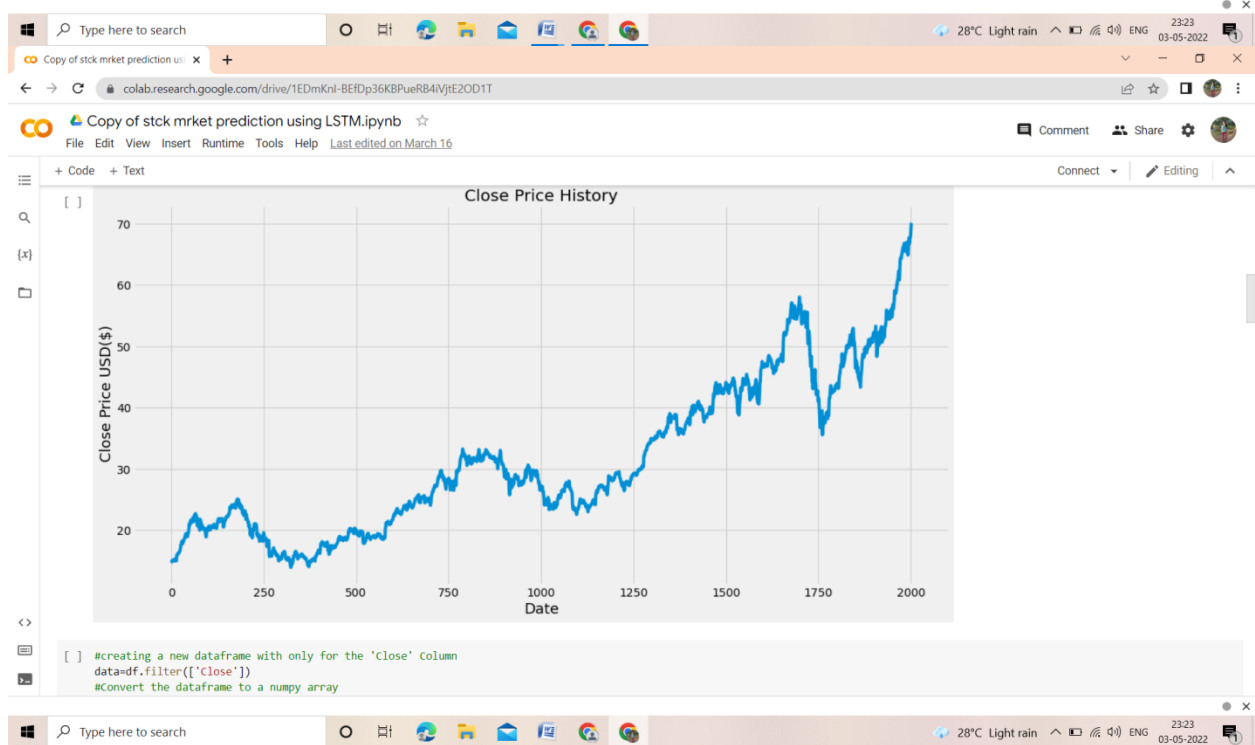 Type here to search
28°C Light rain ENG 23:23
03-05-2022
1
Copy of stck mrket prediction us
colab.research.google.com/drive/1EDmKnI-BEfDp36KBPueRB4iVjtE2OD1T
CO Copy of stck mrket prediction using LSTM.ipynb
File Edit View Insert Runtime Tools Help Last edited on March 16
Comment Share
+ Code + Text
Connect Editing
[ ]
{x}
Close Price History
Close Price USD($)
70
60
50
40
30
20
0 250 500 750 1000 1250 1500 1750 2000
Date
[ ] #creating a new dataframe with only for the 'Close' Column
data=df.filter(['Close'])
#Convert the dataframe to a numpy array
Type here to search
28°C Light rain ENG 23:23
03-05-2022
1